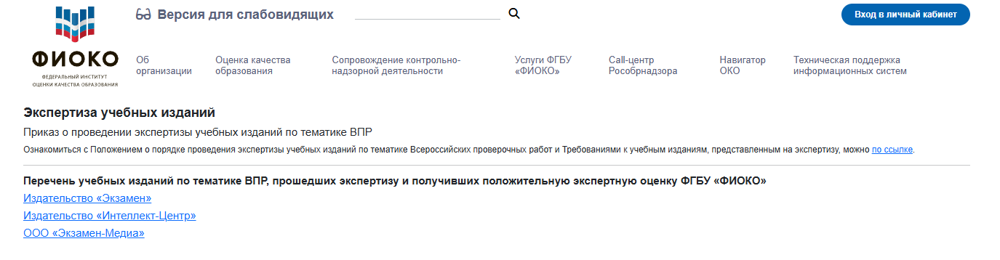 Версия для слабовидящих
Вход в личный кабинет
ФИОКО
ФЕДЕРАЛЬНЫЙ ИНСТИТУТ
ОЦЕНКИ КАЧЕСТВА ОБРАЗОВАНИЯ
Об
организации
Оценка качества
образования
Сопровождение контрольно-
надзорной деятельности
Услуги ФГБУ
«ФИОКО»
Call-центр
Рособрнадзора
Навигатор
ОКО
Техническая поддержка
информационных систем
Экспертиза учебных изданий
Приказ о проведении экспертизы учебных изданий по тематике ВПР
Ознакомиться с Положением о порядке проведения экспертизы учебных изданий по тематике Всероссийских проверочных работ и Требованиями к учебным изданиям, представленным на экспертизу, можно по ссылке.
Перечень учебных изданий по тематике ВПР, прошедших экспертизу и получивших положительную экспертную оценку ФГБУ «ФИОКО»
Издательство «Экзамен»
Издательство «Интеллект-Центр»
ООО «Экзамен-Медиа»